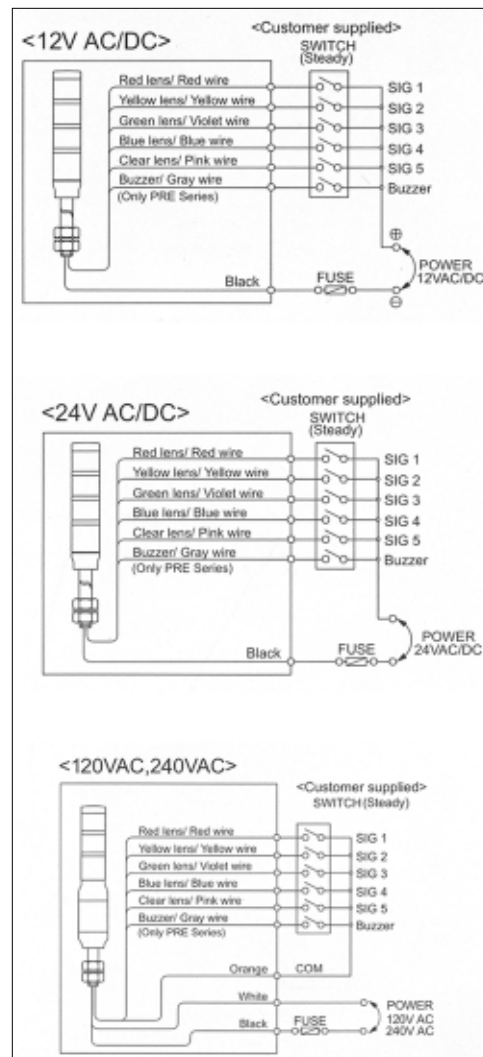 <12V AC/DC>
<Customer supplied>
SWITCH
(Steady)
Red lens/ Red wire
SIG 1
Yellow lens/ Yellow wire
SIG 2
Green lens/ Violet wire
SIG 3
Blue lens/ Blue wire
SIG 4
Clear lens/ Pink wire
SIG 5
Buzzer/ Gray wire
Buzzer
(Only PRE Series)
⊕
POWER
12VAC/DC
Black
FUSE
⊖
<24V AC/DC>
<Customer supplied>
SWITCH
(Steady)
Red lens/ Red wire
SIG 1
Yellow lens/ Yellow wire
SIG 2
Green lens/ Violet wire
SIG 3
Blue lens/ Blue wire
SIG 4
Clear lens/ Pink wire
SIG 5
Buzzer/ Gray wire
Buzzer
(Only PRE Series)
POWER
24VAC/DC
Black
FUSE
<120VAC,240VAC>
<Customer supplied>
SWITCH (Steady)
Red lens/ Red wire
SIG 1
Yellow lens/ Yellow wire
SIG 2
Green lens/ Violet wire
SIG 3
Blue lens/ Blue wire
SIG 4
Clear lens/ Pink wire
SIG 5
Buzzer/ Gray wire
Buzzer
(Only PRE Series)
Orange
COM
White
POWER
120V AC
240V AC
Black
FUSE